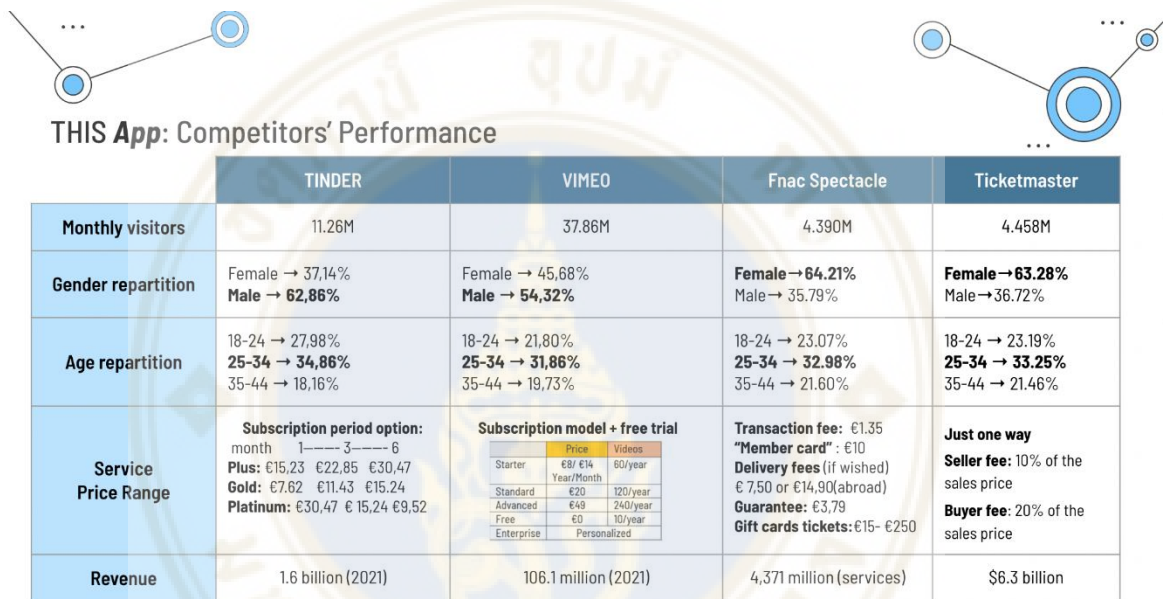 THIS App: Competitors' Performance
TINDER VIMEO Fnac Spectacle Ticketmaster
Monthly visitors 11.26M 37.86M 4.390M 4.458M
Gender repartition
Female → 37,14%
Male → 62,86%
Female → 45,68%
Male → 54,32%
Female→64.21%
Male→ 35.79%
Female→63.28%
Male→36.72%
Age repartition
18-24 → 27,98%
25-34 → 34,86%
35-44 → 18,16%
18-24 → 21,80%
25-34 → 31,86%
35-44 → 19,73%
18-24 → 23.07%
25-34 → 32.98%
35-44 → 21.60%
18-24 → 23.19%
25-34 → 33.25%
35-44 → 21.46%
Service
Price Range
Subscription period option:
month 1——- 3——- 6
Plus: €15,23 €22,85 €30,47
Gold: €7.62 €11.43 €15.24
Platinum: €30,47 € 15,24 €9,52
Subscription model + free trial
Price Videos
Starter €8/ €14 60/year
Year/Month
Standard €20 120/year
Advanced €49 240/year
Free €0 10/year
Enterprise Personalized
Transaction fee: €1.35
"Member card" : €10
Delivery fees (if wished)
€ 7,50 or €14,90(abroad)
Guarantee: €3,79
Gift cards tickets:€15- €250
Just one way
Seller fee: 10% of the
sales price
Buyer fee: 20% of the
sales price
Revenue 1.6 billion (2021) 106.1 million (2021) 4,371 million (services) $6.3 billion